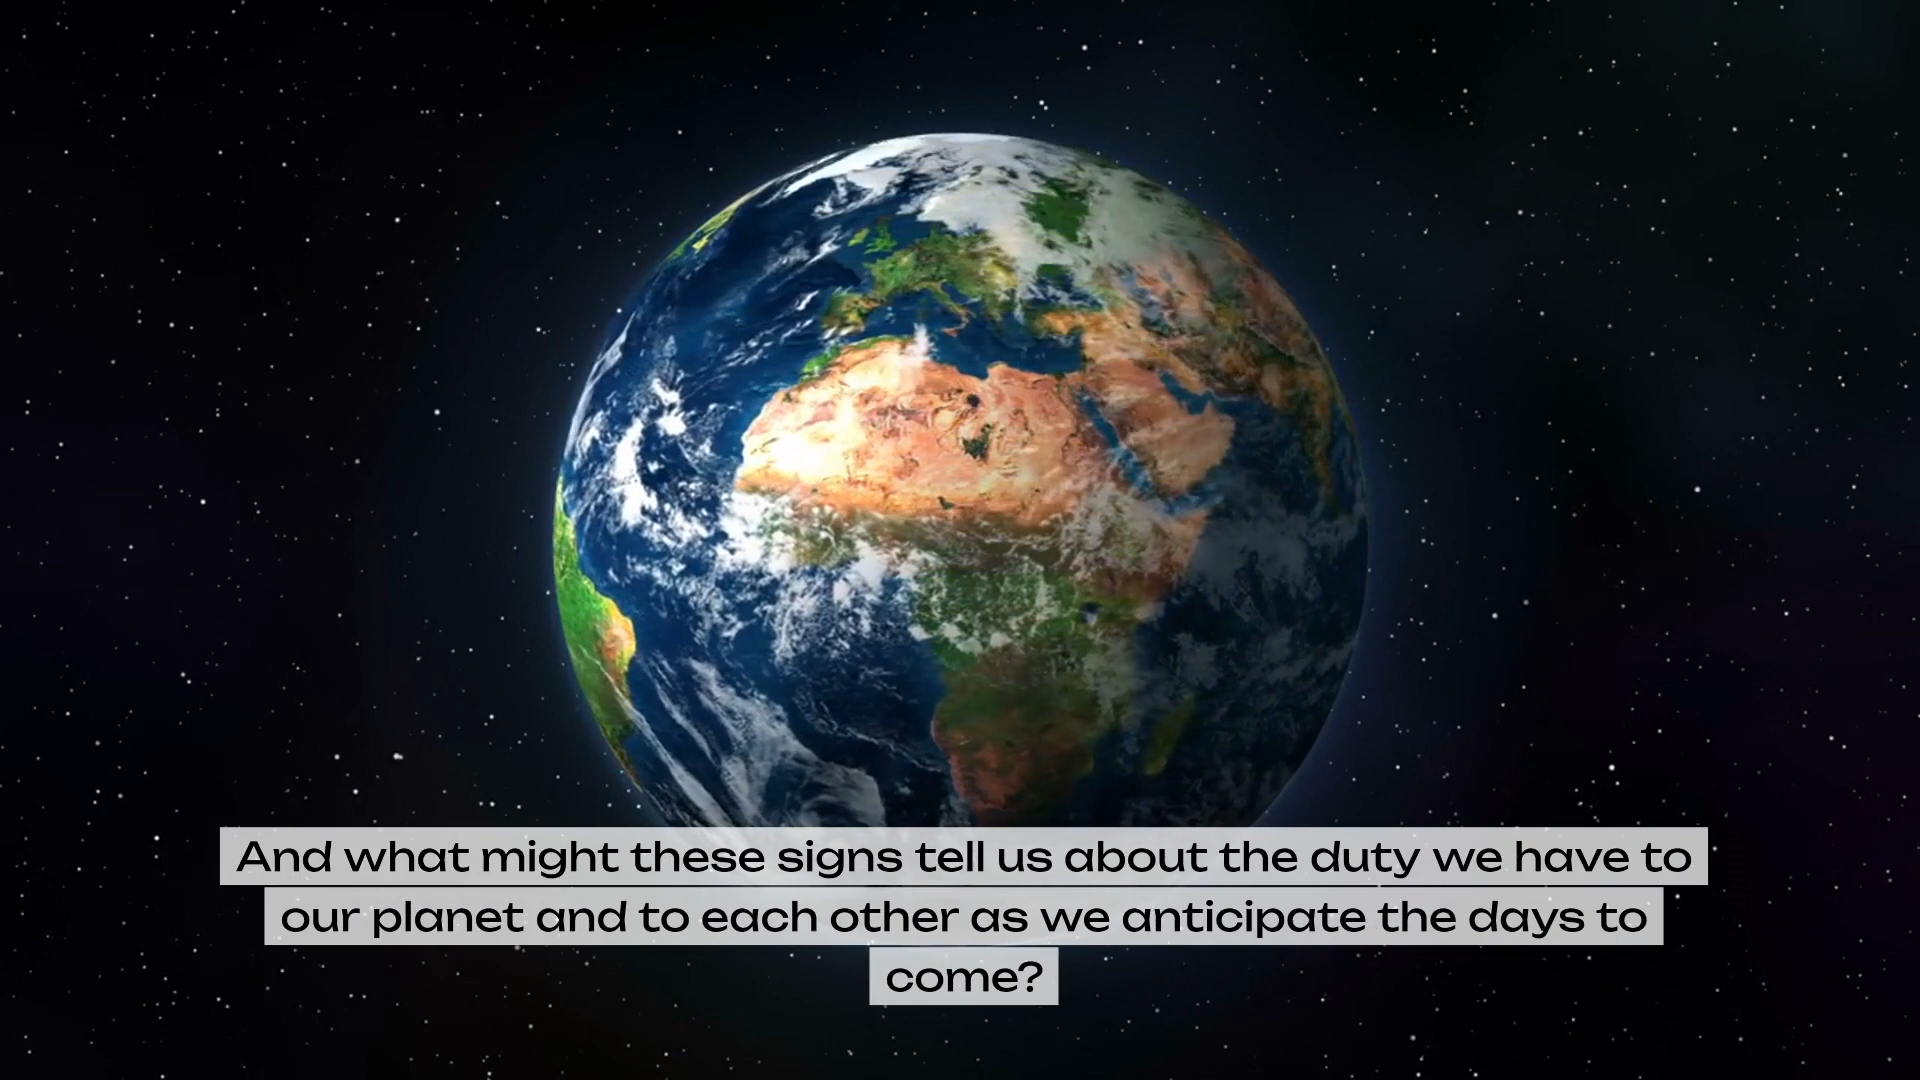 And what might these signs tell us about the duty we have to
our planet and to each other as we anticipate the days to
come?